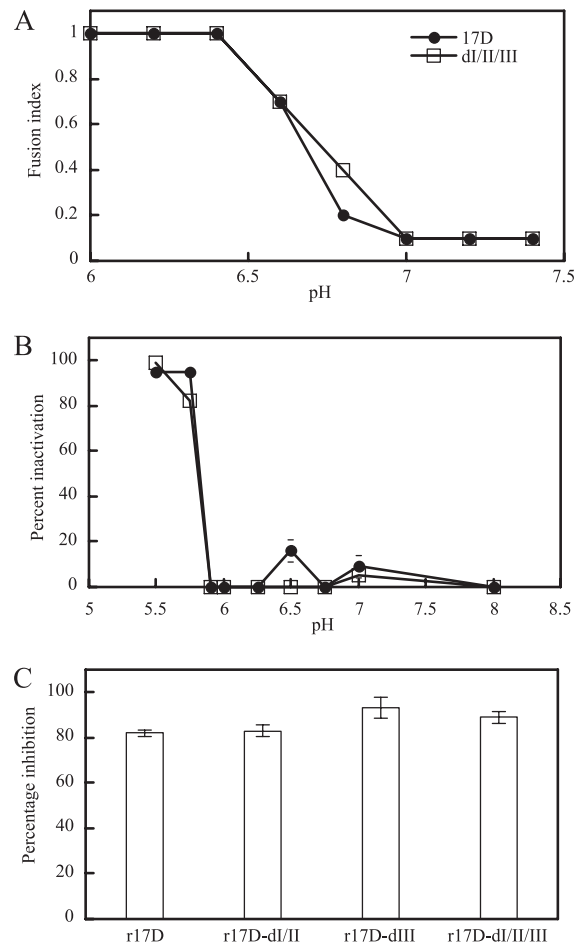 A
17D
dI/II/III
Fusion index
1
0.8
0.6
0.4
0.2
0
6
6.5
7
7.5
pH
B
Percent inactivation
100
80
60
40
20
0
5
5.5
6
6.5
7
7.5
8
8.5
pH
C
Percentage inhibition
100
80
60
40
20
0
r17D
r17D-dI/II
r17D-dIII
r17D-dI/II/III